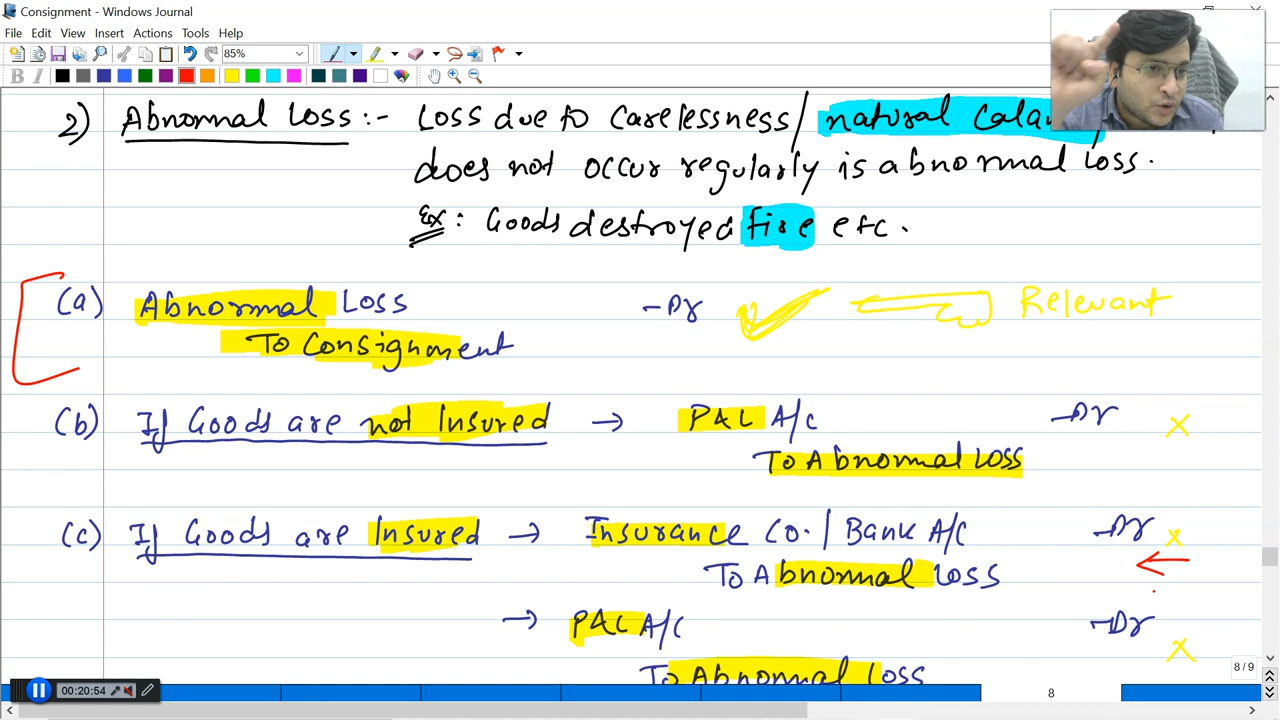 Consignment - Windows Journal
File Edit View Insert Actions Tools Help
85%
B I
2) Abnormal Loss :- Loss due to carelessness/ natural
does not occur regularly is a abnormal Loss.
Ex : Goods destroyed fire etc.
(a) Abnormal Loss -Dr Relevant
To Consignment
(b) If Goods are not Insured → P&L A/C -Dr x
To Abnormal Loss
(c) If Goods are Insured → Insurance Co. / Bank A/C -Dr x
To Abnormal Loss
→ P&L A/C -Dr x
To Abnormal Loss
8/9
00:20:54
8